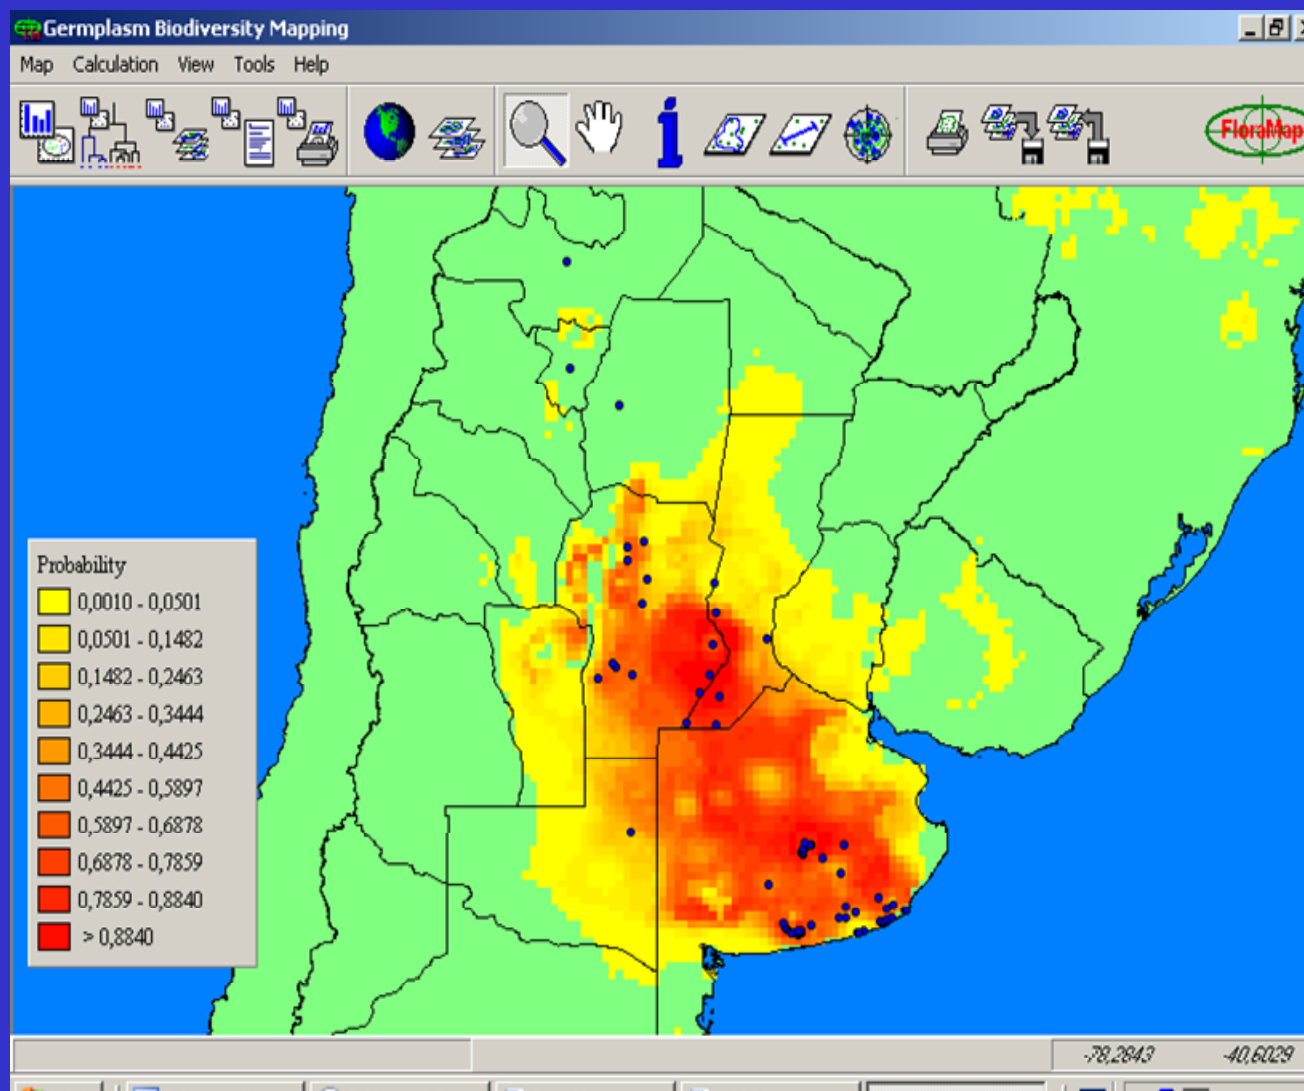 Germplasm Biodiversity Mapping
Map Calculation View Tools Help
FloraMap
Probability
0,0010 - 0,0501
0,0501 - 0,1482
0,1482 - 0,2463
0,2463 - 0,3444
0,3444 - 0,4425
0,4425 - 0,5897
0,5897 - 0,6878
0,6878 - 0,7859
0,7859 - 0,8840
> 0,8840
-78,2843 -40,6029